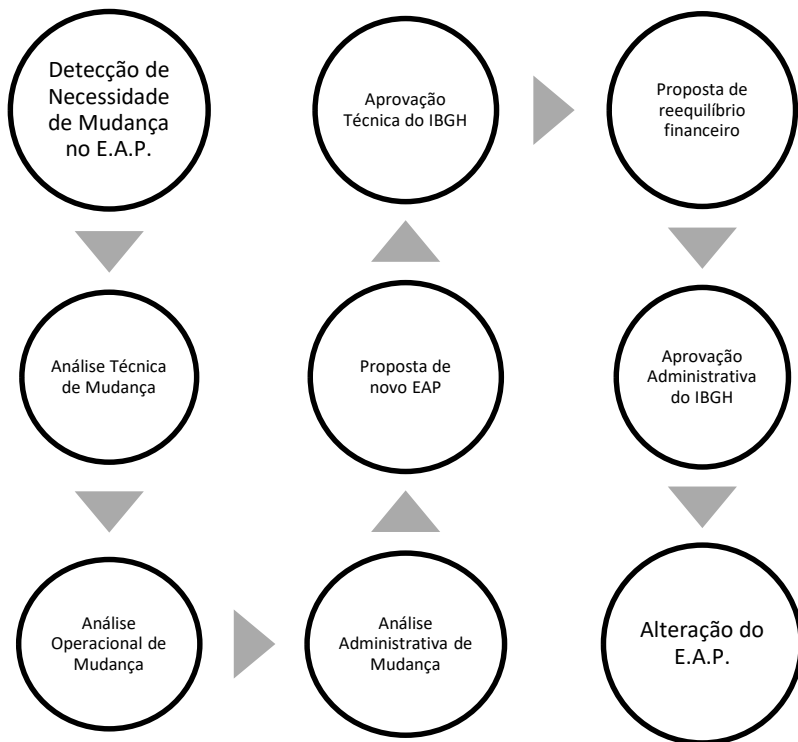 Detecção de
Necessidade
de Mudança
no E.A.P.
Análise Técnica
de Mudança
Análise
Operacional de
Mudança
Análise
Administrativa de
Mudança
Proposta de
novo EAP
Aprovação
Técnica do IBGH
Proposta de
reequilíbrio
financeiro
Aprovação
Administrativa
do IBGH
Alteração do
E.A.P.